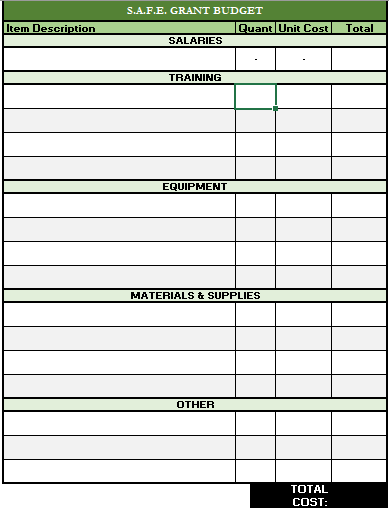 S.A.F.E. GRANT BUDGET
Item Description Quant Unit Cost Total
SALARIES
- -
TRAINING
EQUIPMENT
MATERIALS & SUPPLIES
OTHER
TOTAL
COST: